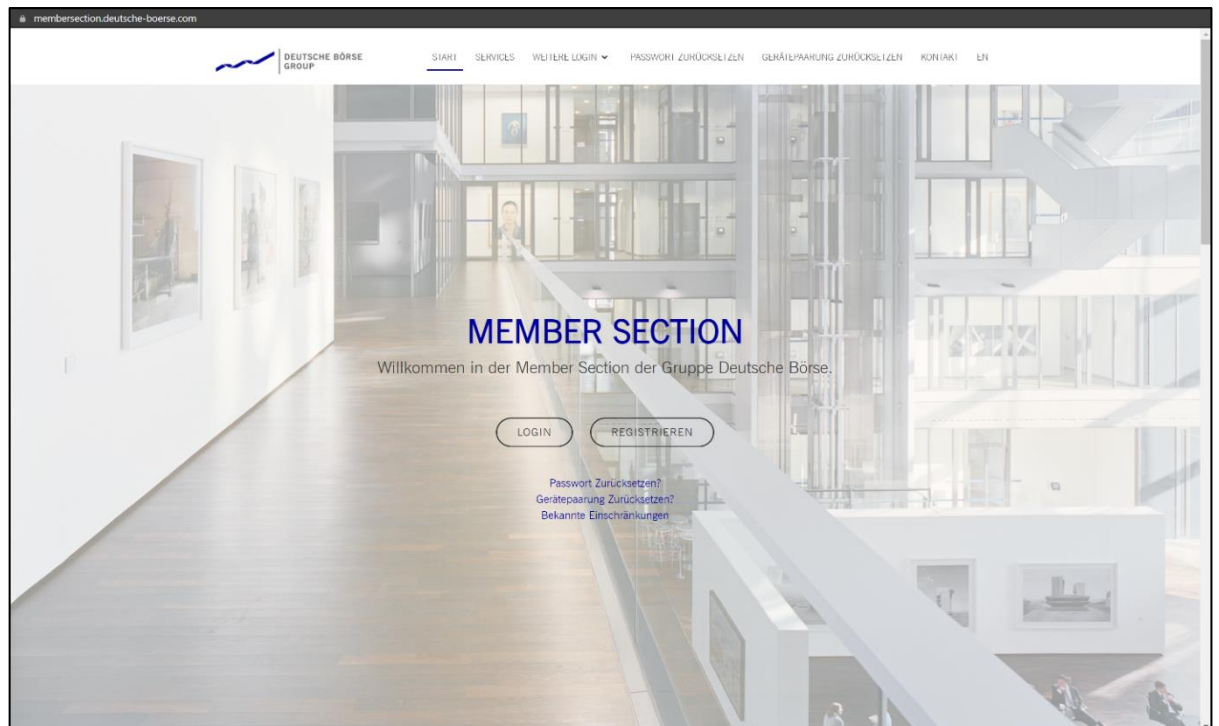 membersection.deutsche-boerse.com
DEUTSCHE BÖRSE
GROUP
START SERVICES WEITERE LOGIN PASSWORT ZURÜCKSETZEN GERÄTEPAARUNG ZURÜCKSETZEN KONTAKT EN
MEMBER SECTION
Willkommen in der Member Section der Gruppe Deutsche Börse.
LOGIN REGISTRIEREN
Passwort Zurücksetzen?
Gerätepaarung Zurücksetzen?
Bekannte Einschränkungen